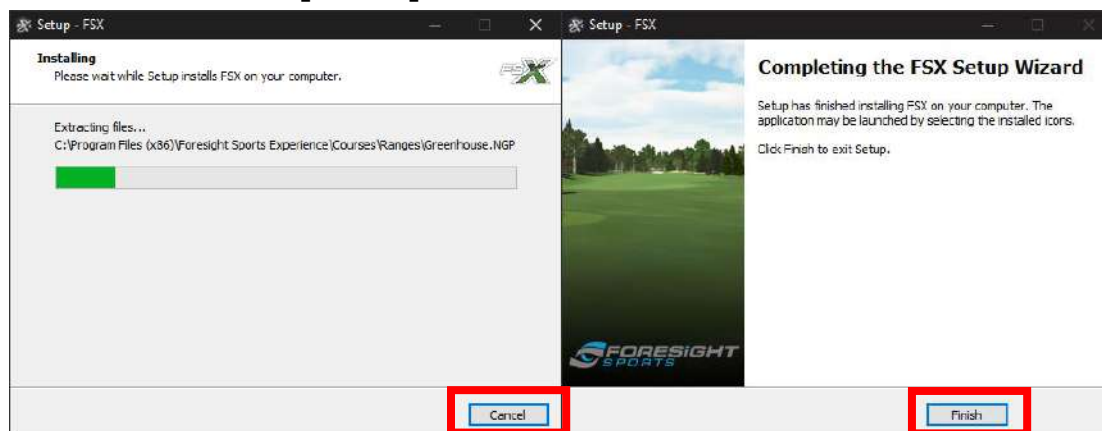 Setup - FSX
Installing
Please wait while Setup installs FSX on your computer.
FSX
Extracting files...
C:\Program Files (x86)\Foresight Sports Experience\Courses\Ranges\Greenhouse.NGP
Cancel
Setup - FSX
Completing the FSX Setup Wizard
Setup has finished installing FSX on your computer. The
application may be launched by selecting the installed icons.
Click Finish to exit Setup.
FORESIGHT
SPORTS
Finish